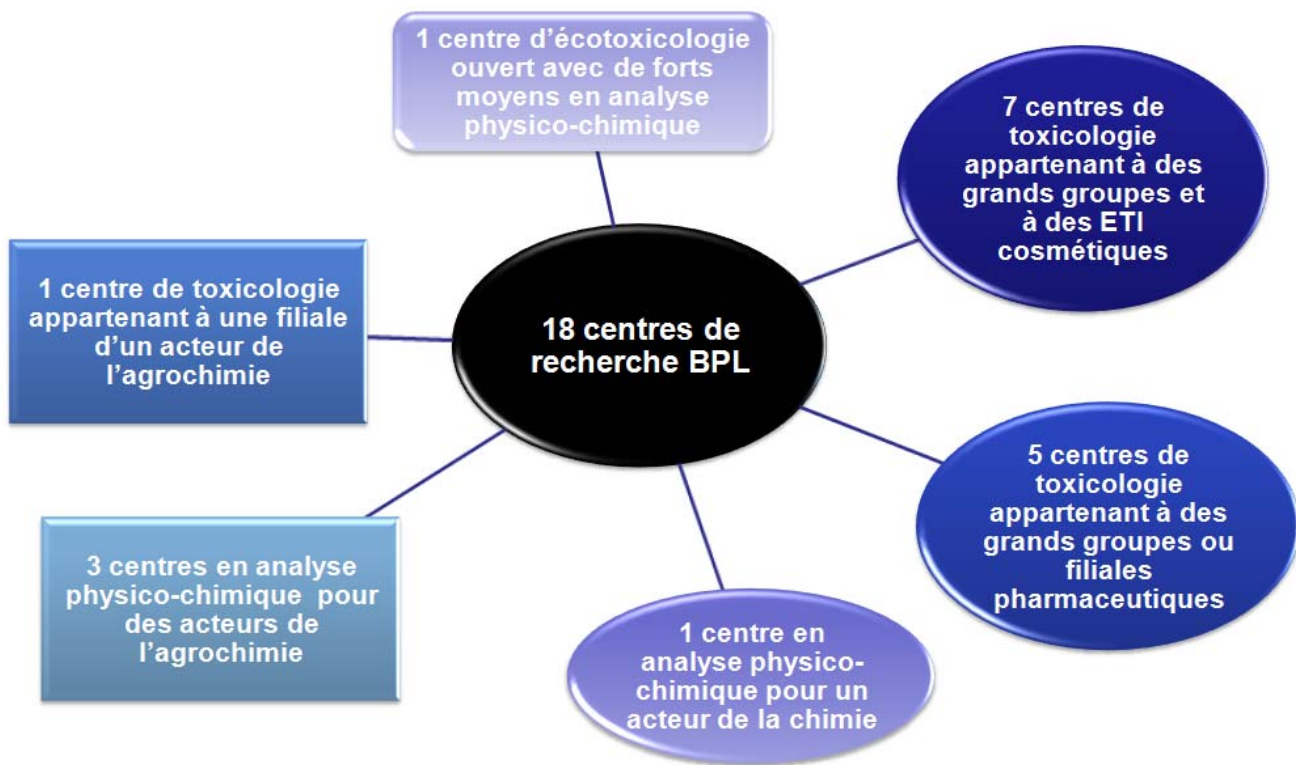 1 centre d'écotoxicologie
ouvert avec de forts
moyens en analyse
physico-chimique
7 centres de
toxicologie
appartenant à des
grands groupes et
à des ETI
cosmétiques
1 centre de toxicologie
appartenant à une filiale
d'un acteur de
l'agrochimie
18 centres de
recherche BPL
5 centres de
toxicologie
appartenant à des
grands groupes ou
filiales
pharmaceutiques
3 centres en analyse
physico-chimique pour
des acteurs de
l'agrochimie
1 centre en
analyse physico-
chimique pour un
acteur de la chimie